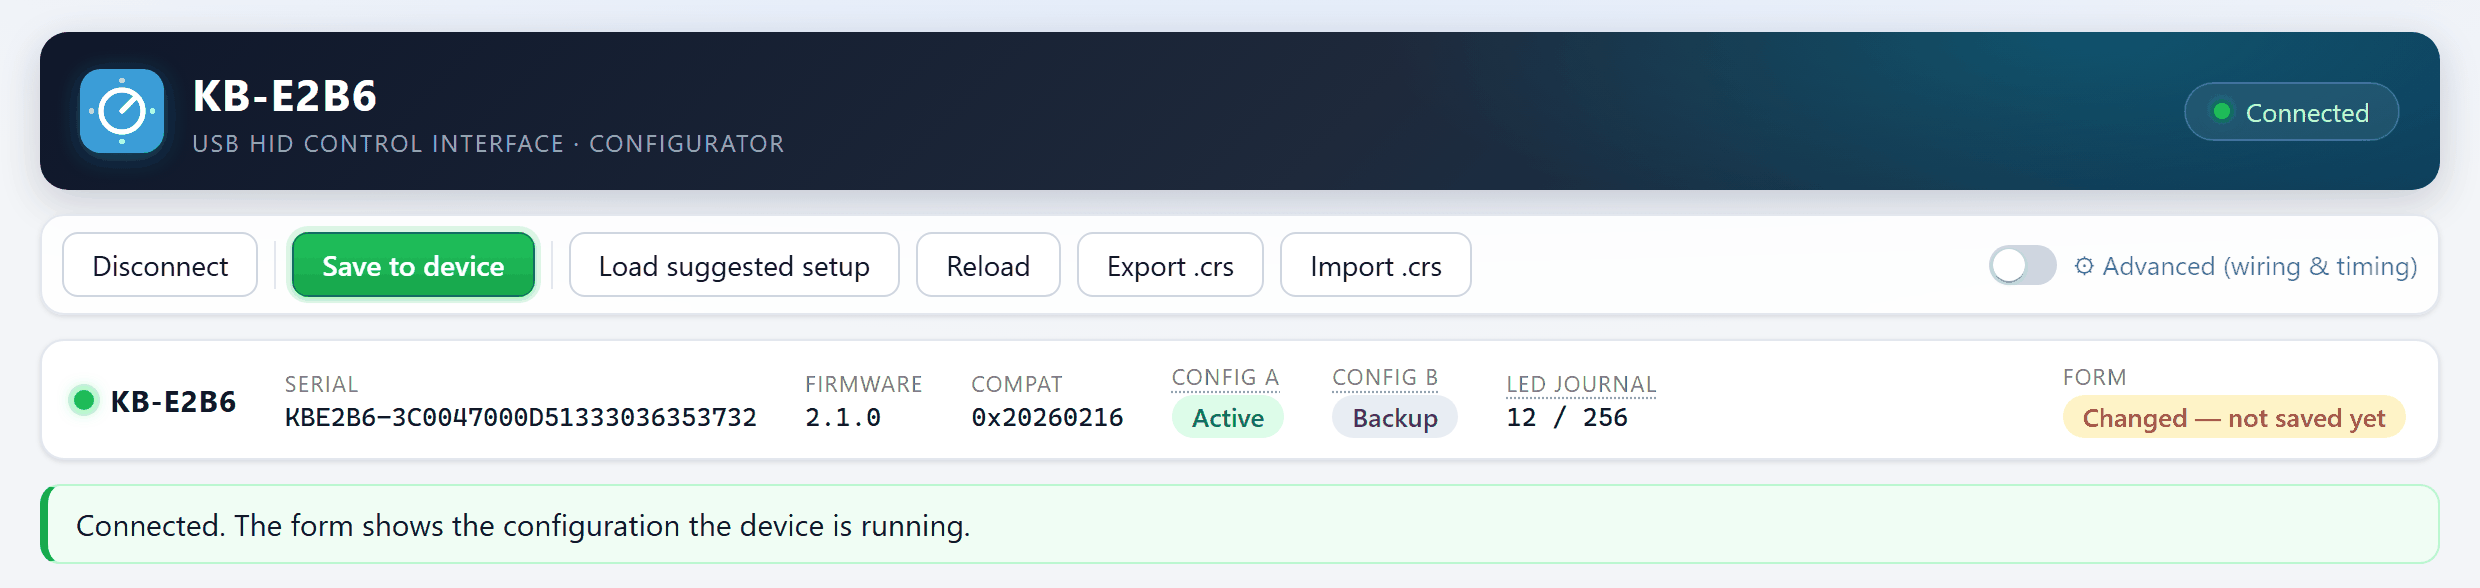 KB-E2B6
USB HID CONTROL INTERFACE · CONFIGURATOR
Connected
Disconnect
Save to device
Load suggested setup
Reload
Export .crs
Import .crs
Advanced (wiring & timing)
KB-E2B6
SERIAL
KBE2B6-3C0047000D51333036353732
FIRMWARE
2.1.0
COMPAT
0x20260216
CONFIG A
Active
CONFIG B
Backup
LED JOURNAL
12 / 256
FORM
Changed — not saved yet
Connected. The form shows the configuration the device is running.